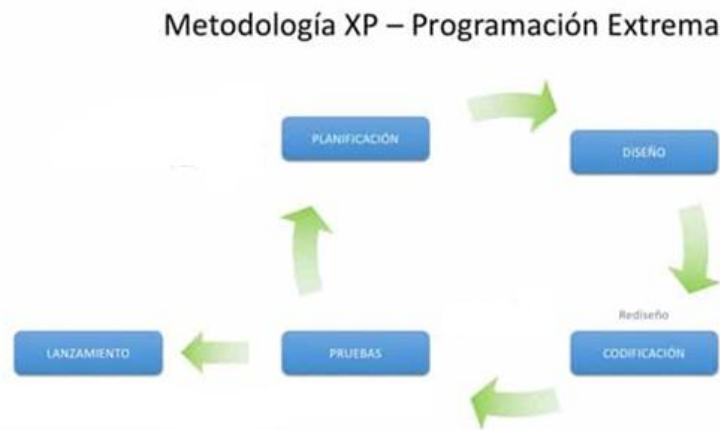 Metodología XP – Programación Extrema
PLANIFICACIÓN
DISEÑO
Rediseño
CODIFICACIÓN
PRUEBAS
LANZAMIENTO